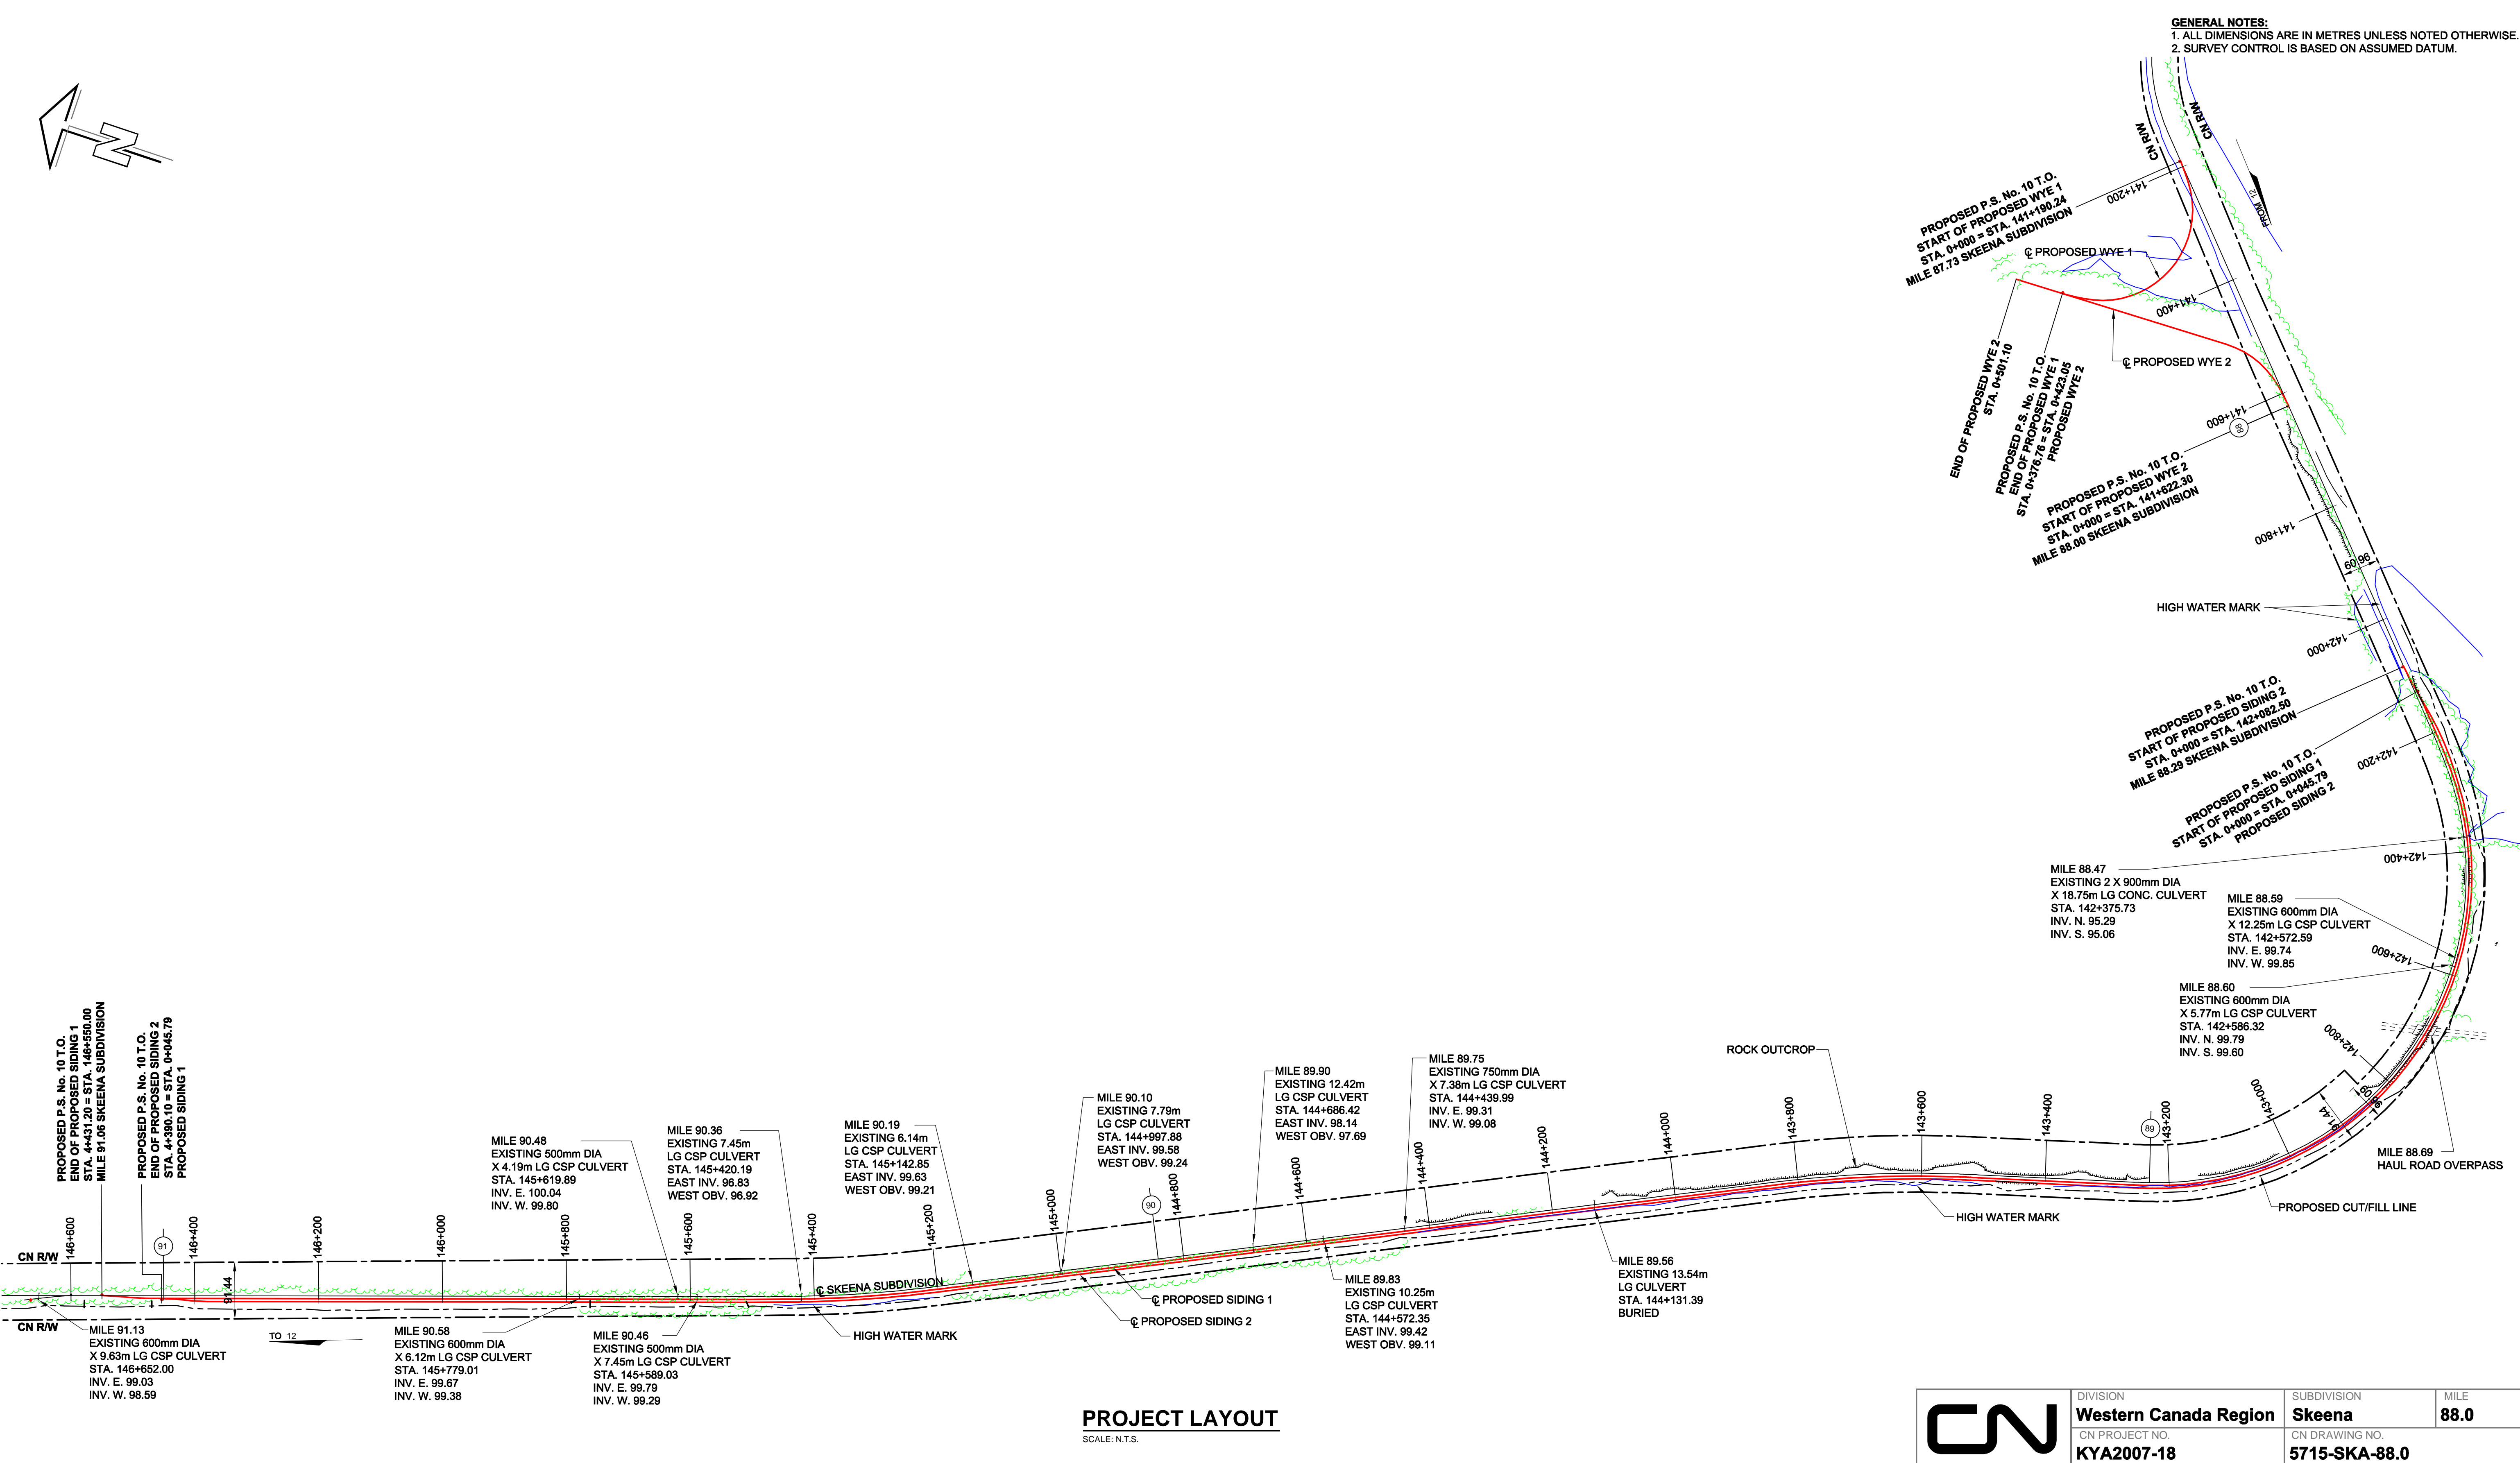 GENERAL NOTES:
1. ALL DIMENSIONS ARE IN METRES UNLESS NOTED OTHERWISE.
2. SURVEY CONTROL IS BASED ON ASSUMED DATUM.
N
CN R/W
CN R/W
FROM 12
PROPOSED P.S. No. 10 T.O.
START OF PROPOSED WYE 1
STA. 0+000 = STA. 141+190.24
MILE 87.73 SKEENA SUBDIVISION
141+200
℄ PROPOSED WYE 1
141+400
℄ PROPOSED WYE 2
END OF PROPOSED WYE 2
STA. 0+501.10
PROPOSED P.S. No. 10 T.O.
END OF PROPOSED WYE 1
STA. 0+376.76 = STA. 0+423.05
PROPOSED WYE 2
141+600
88
PROPOSED P.S. No. 10 T.O.
START OF PROPOSED WYE 2
STA. 0+000 = STA. 141+622.30
MILE 88.00 SKEENA SUBDIVISION
141+800
60.96
HIGH WATER MARK
142+000
PROPOSED P.S. No. 10 T.O.
START OF PROPOSED SIDING 2
STA. 0+000 = STA. 142+082.50
MILE 88.29 SKEENA SUBDIVISION
142+200
PROPOSED P.S. No. 10 T.O.
START OF PROPOSED SIDING 1
STA. 0+000 = STA. 0+045.79
PROPOSED SIDING 2
142+400
MILE 88.47
EXISTING 2 X 900mm DIA
X 18.75m LG CONC. CULVERT
STA. 142+375.73
INV. N. 95.29
INV. S. 95.06
MILE 88.59
EXISTING 600mm DIA
X 12.25m LG CSP CULVERT
STA. 142+572.59
INV. E. 99.74
INV. W. 99.85
142+600
MILE 88.60
EXISTING 600mm DIA
X 5.77m LG CSP CULVERT
STA. 142+586.32
INV. N. 99.79
INV. S. 99.60
142+800
60.96
91.44
143+000
MILE 88.69
HAUL ROAD OVERPASS
PROPOSED CUT/FILL LINE
143+200
89
143+400
143+600
HIGH WATER MARK
143+800
ROCK OUTCROP
144+000
MILE 89.56
EXISTING 13.54m
LG CULVERT
STA. 144+131.39
BURIED
144+200
144+400
MILE 89.75
EXISTING 750mm DIA
X 7.38m LG CSP CULVERT
STA. 144+439.99
INV. E. 99.31
INV. W. 99.08
MILE 89.83
EXISTING 10.25m
LG CSP CULVERT
STA. 144+572.35
EAST INV. 99.42
WEST OBV. 99.11
144+600
MILE 89.90
EXISTING 12.42m
LG CSP CULVERT
STA. 144+686.42
EAST INV. 98.14
WEST OBV. 97.69
144+800
90
MILE 90.10
EXISTING 7.79m
LG CSP CULVERT
STA. 144+997.88
EAST INV. 99.58
WEST OBV. 99.24
℄ PROPOSED SIDING 1
℄ PROPOSED SIDING 2
145+000
MILE 90.19
EXISTING 6.14m
LG CSP CULVERT
STA. 145+142.85
EAST INV. 99.63
WEST OBV. 99.21
145+200
℄ SKEENA SUBDIVISION
HIGH WATER MARK
145+400
MILE 90.36
EXISTING 7.45m
LG CSP CULVERT
STA. 145+420.19
EAST INV. 96.83
WEST OBV. 96.92
145+600
MILE 90.46
EXISTING 500mm DIA
X 7.45m LG CSP CULVERT
STA. 145+589.03
INV. E. 99.79
INV. W. 99.29
MILE 90.48
EXISTING 500mm DIA
X 4.19m LG CSP CULVERT
STA. 145+619.89
INV. E. 100.04
INV. W. 99.80
145+800
MILE 90.58
EXISTING 600mm DIA
X 6.12m LG CSP CULVERT
STA. 145+779.01
INV. E. 99.67
INV. W. 99.38
146+000
146+200
TO 12
91.44
146+400
91
PROPOSED P.S. No. 10 T.O.
END OF PROPOSED SIDING 2
STA. 4+390.10 = STA. 0+045.79
PROPOSED SIDING 1
PROPOSED P.S. No. 10 T.O.
END OF PROPOSED SIDING 1
STA. 4+431.20 = STA. 146+550.00
MILE 91.06 SKEENA SUBDIVISION
146+600
CN R/W
CN R/W
MILE 91.13
EXISTING 600mm DIA
X 9.63m LG CSP CULVERT
STA. 146+652.00
INV. E. 99.03
INV. W. 98.59
PROJECT LAYOUT
SCALE: N.T.S.
CN
DIVISION
Western Canada Region
SUBDIVISION
Skeena
MILE
88.0
CN PROJECT NO.
KYA2007-18
CN DRAWING NO.
5715-SKA-88.0